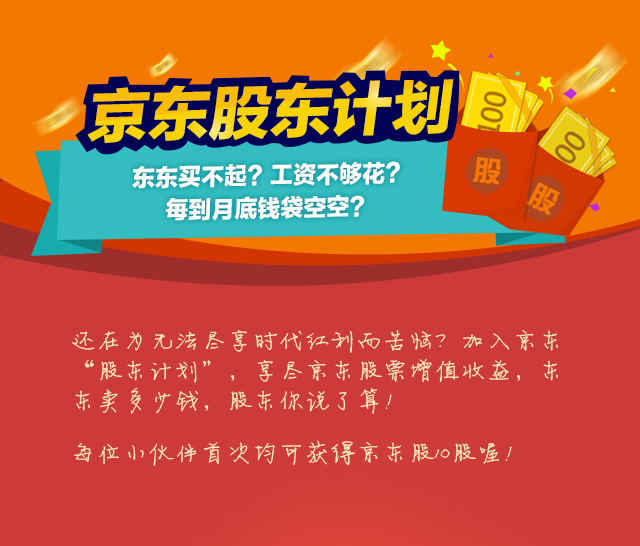 京东股东计划
东东买不起？工资不够花？
每到月底钱袋空空？
100
00
股
股
还在为无法尽享时代红利而苦恼？加入京东
“股东计划”，享尽京东股票增值收益，东
东卖多少钱，股东你说了算！
每位小伙伴首次均可获得京东股10股喔！